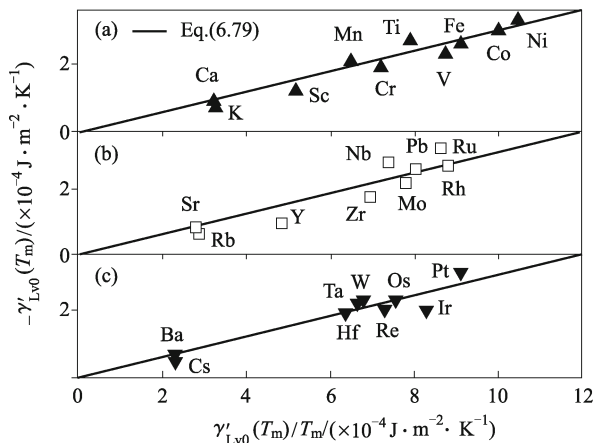 (a) Eq.(6.79)
Ca
K
Sc
Mn
Cr
Ti
V
Fe
Co
Ni
2
0
(b)
Sr
Rb
Y
Zr
Nb
Mo
Pb
Ru
Rh
2
0
(c)
Ba
Cs
Ta
W
Hf
Re
Os
Ir
Pt
2
0 2 4 6 8 10 12
−γ′Lv0(Tm)/(×10⁻⁴ J · m⁻² · K⁻¹)
γ′Lv0(Tm)/Tm/(×10⁻⁴ J · m⁻² · K⁻¹)